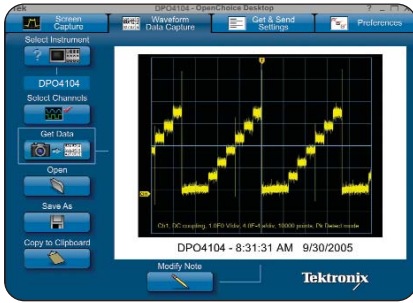 Tek
DPO4104 - OpenChoice Desktop
? _ □ X
Screen
Capture
Waveform
Data Capture
Get & Send
Settings
Preferences
Select Instrument
?
DPO4104
Select Channels
Get Data
Open
Save As
Copy to Clipboard
Ch1, DC coupling, 1.0E0 V/div, 4.0E-4 s/div, 10000 points, Pk Detect mode
DPO4104 - 8:31:31 AM 9/30/2005
Modify Note
Tektronix